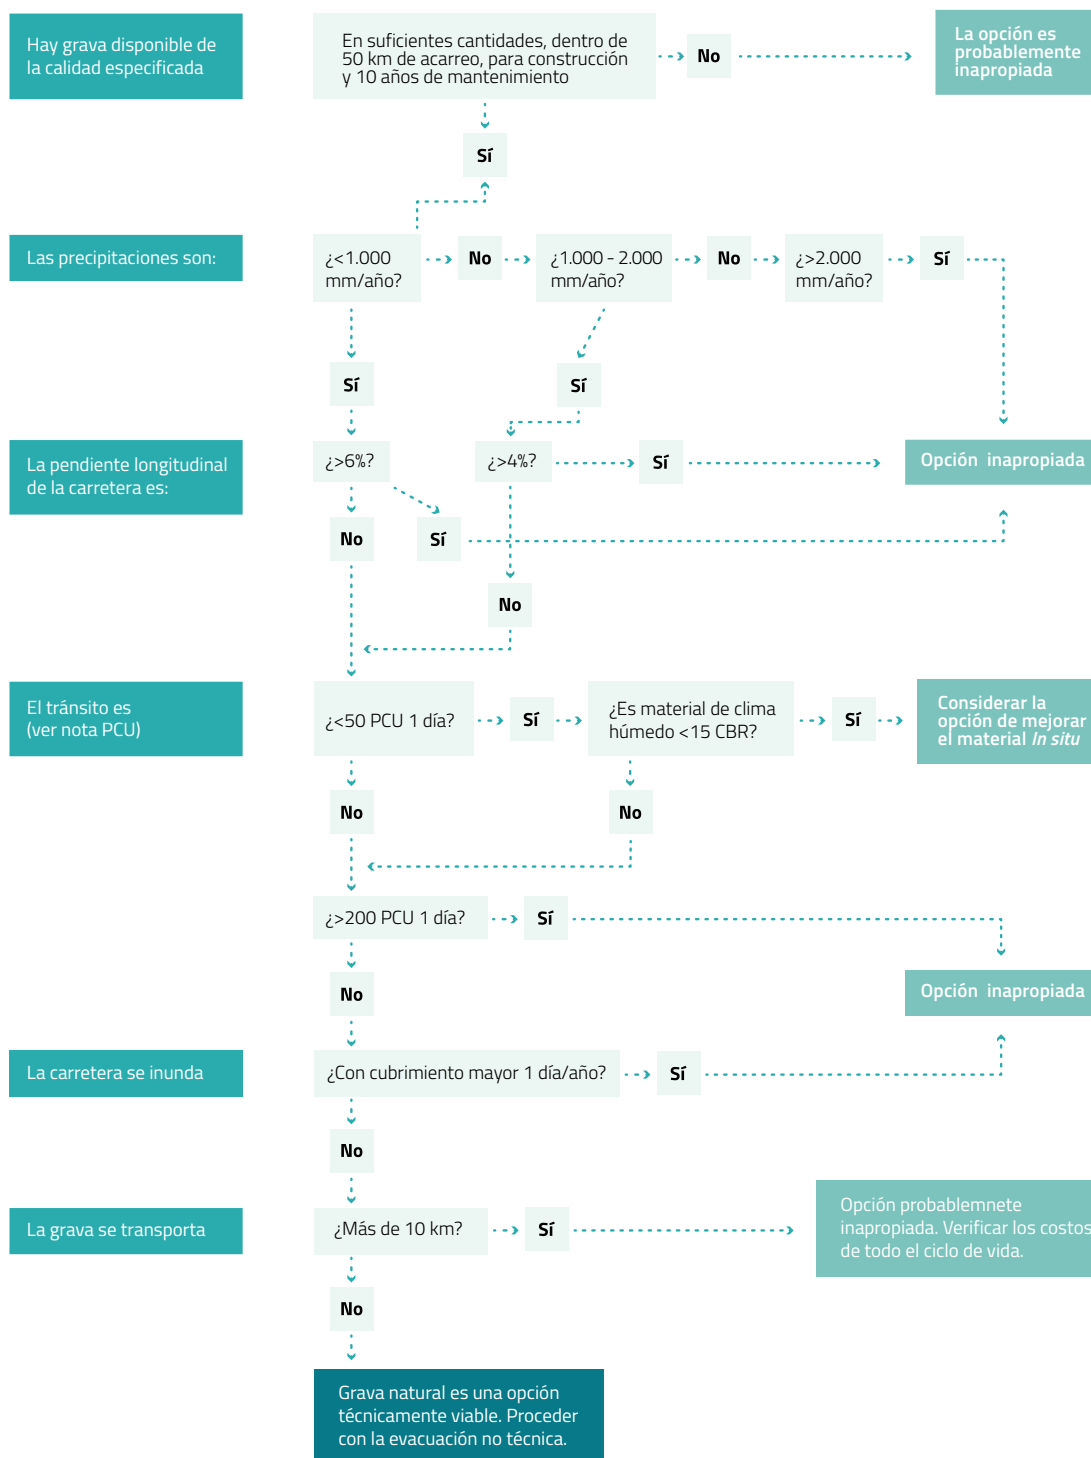 Hay grava disponible de
la calidad especificada
En suficientes cantidades, dentro de
50 km de acarreo, para construcción
y 10 años de mantenimiento
No
La opción es
probablemente
inapropiada
Sí
Las precipitaciones son:
¿<1.000
mm/año?
No
¿1.000 - 2.000
mm/año?
No
¿>2.000
mm/año?
Sí
Sí
Sí
La pendiente longitudinal
de la carretera es:
¿>6%?
¿>4%?
Sí
Opción inapropiada
No
Sí
No
El tránsito es
(ver nota PCU)
¿<50 PCU 1 día?
Sí
¿Es material de clima
húmedo <15 CBR?
Sí
Considerar la
opción de mejorar
el material In situ
No
No
¿>200 PCU 1 día?
Sí
No
Opción inapropiada
La carretera se inunda
¿Con cubrimiento mayor 1 día/año?
Sí
No
La grava se transporta
¿Más de 10 km?
Sí
Opción probablemnete
inapropiada. Verificar los costos
de todo el ciclo de vida.
No
Grava natural es una opción
técnicamente viable. Proceder
con la evacuación no técnica.